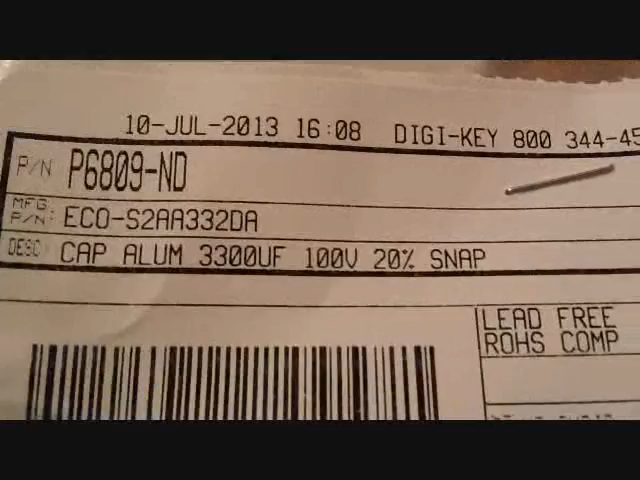 10-JUL-2013 16:08 DIGI-KEY 800 344-45
P/N P6809-ND
MFG P/N: ECO-S2AA332DA
DESC CAP ALUM 3300UF 100V 20% SNAP
LEAD FREE
ROHS COMP